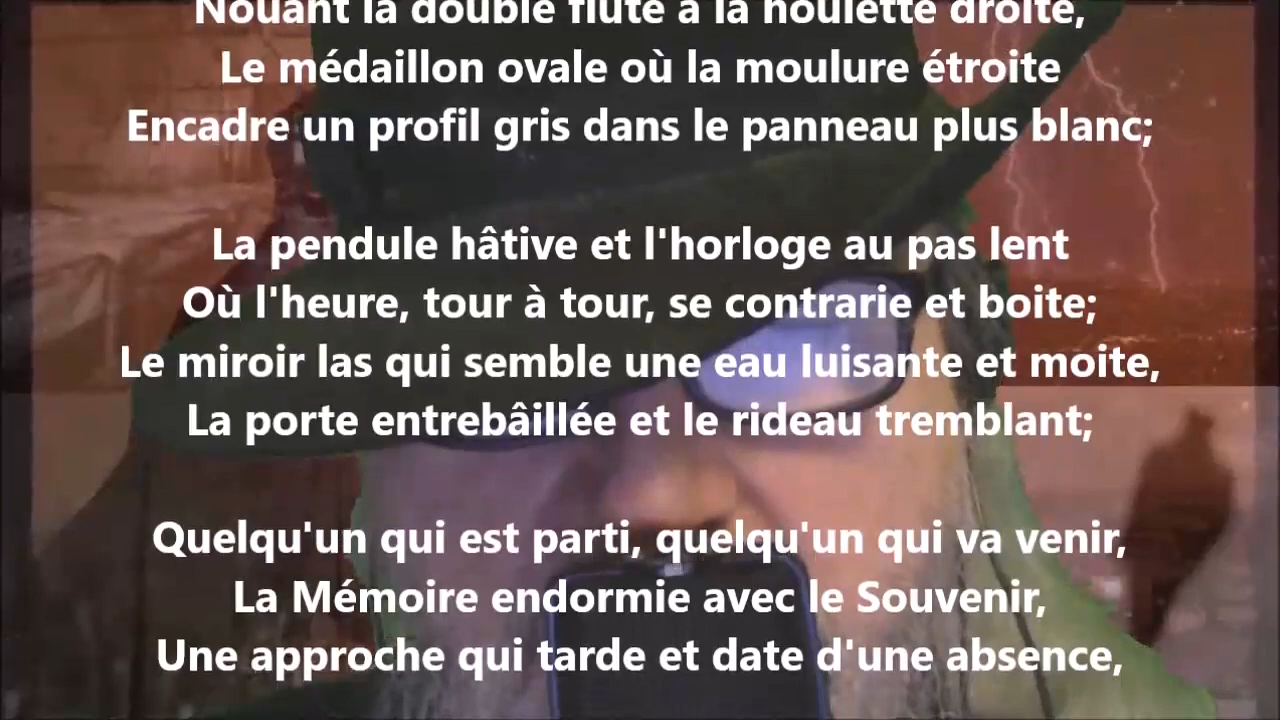 Nouant la double flûte à la houlette droite,
Le médaillon ovale où la moulure étroite
Encadre un profil gris dans le panneau plus blanc;
La pendule hâtive et l'horloge au pas lent
Où l'heure, tour à tour, se contrarie et boite;
Le miroir las qui semble une eau luisante et moite,
La porte entrebâillée et le rideau tremblant;
Quelqu'un qui est parti, quelqu'un qui va venir,
La Mémoire endormie avec le Souvenir,
Une approche qui tarde et date d'une absence,